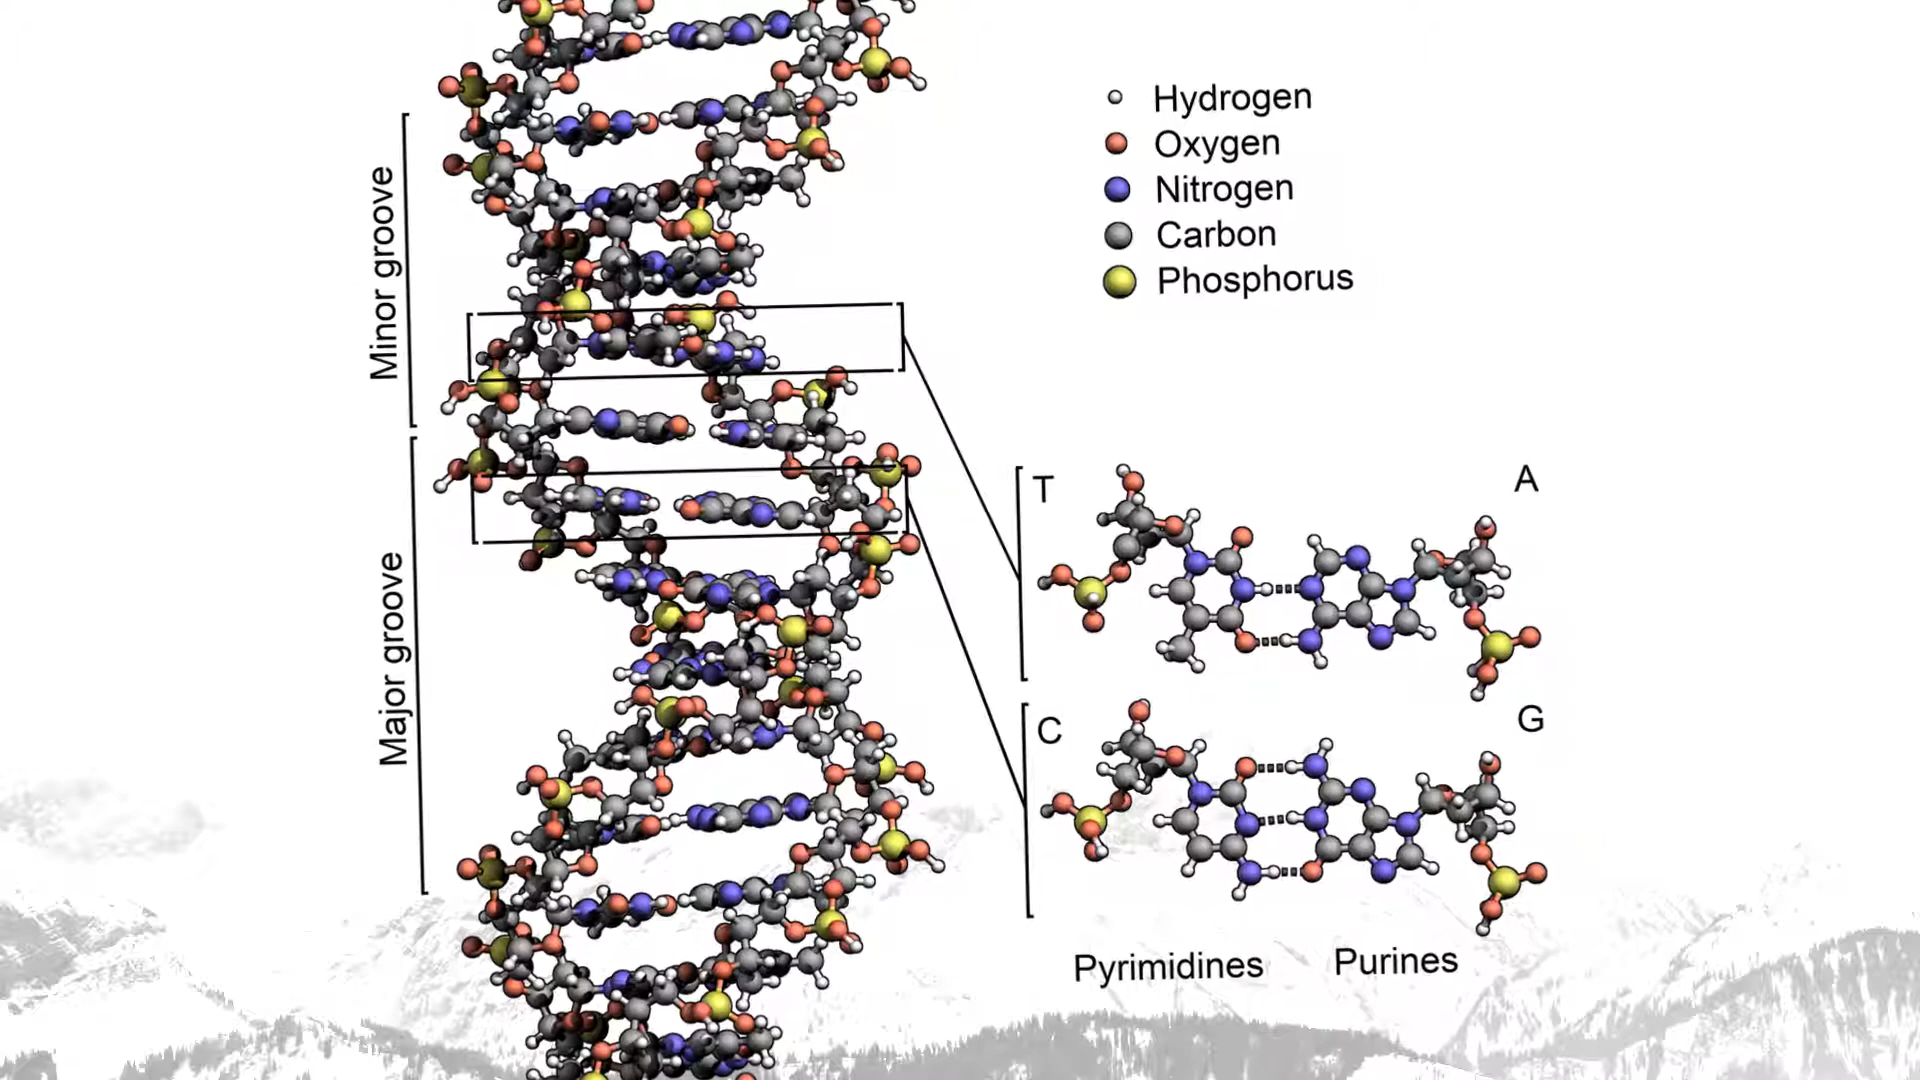 Hydrogen
Oxygen
Nitrogen
Carbon
Phosphorus
Minor groove
Major groove
T A
C G
Pyrimidines Purines